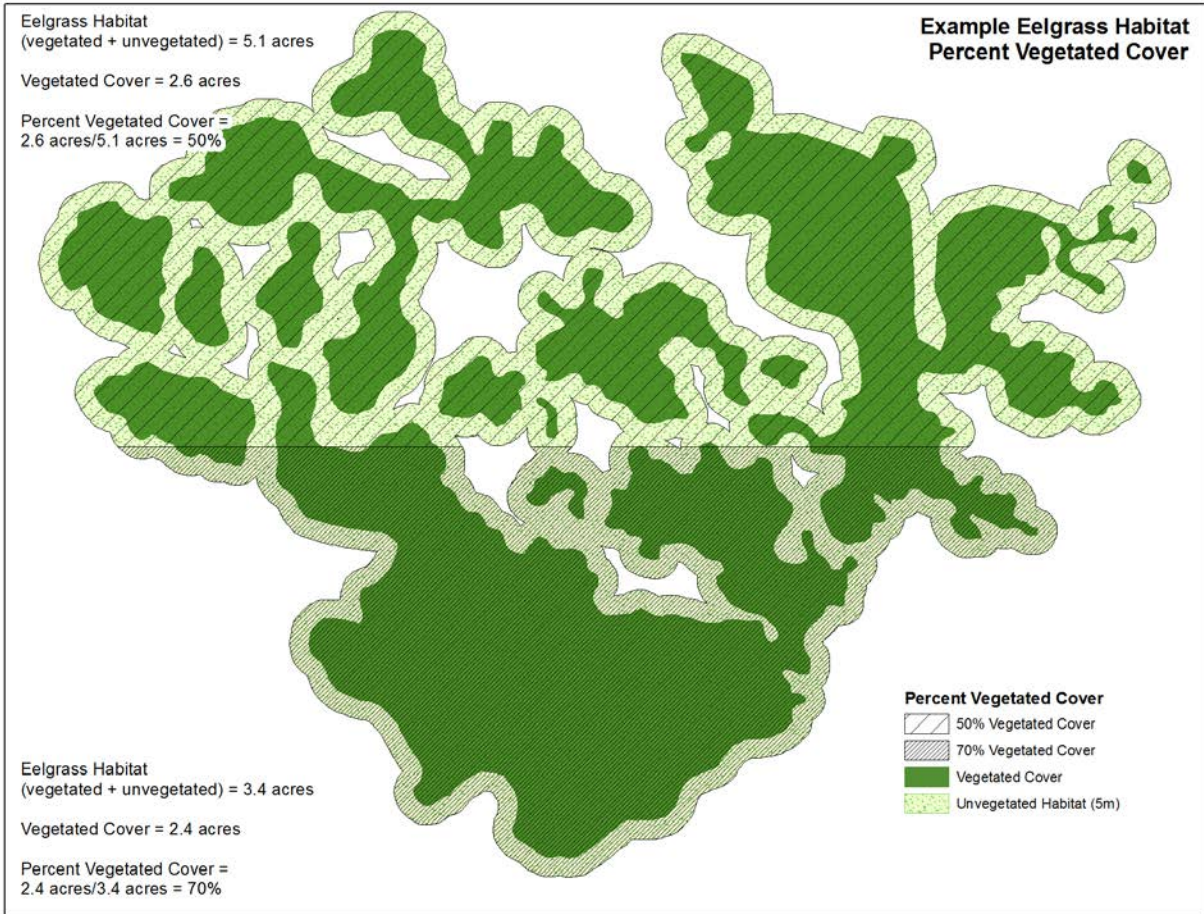 Eelgrass Habitat
(vegetated + unvegetated) = 5.1 acres
Vegetated Cover = 2.6 acres
Percent Vegetated Cover =
2.6 acres/5.1 acres = 50%
Example Eelgrass Habitat
Percent Vegetated Cover
Percent Vegetated Cover
50% Vegetated Cover
70% Vegetated Cover
Vegetated Cover
Unvegetated Habitat (5m)
Eelgrass Habitat
(vegetated + unvegetated) = 3.4 acres
Vegetated Cover = 2.4 acres
Percent Vegetated Cover =
2.4 acres/3.4 acres = 70%